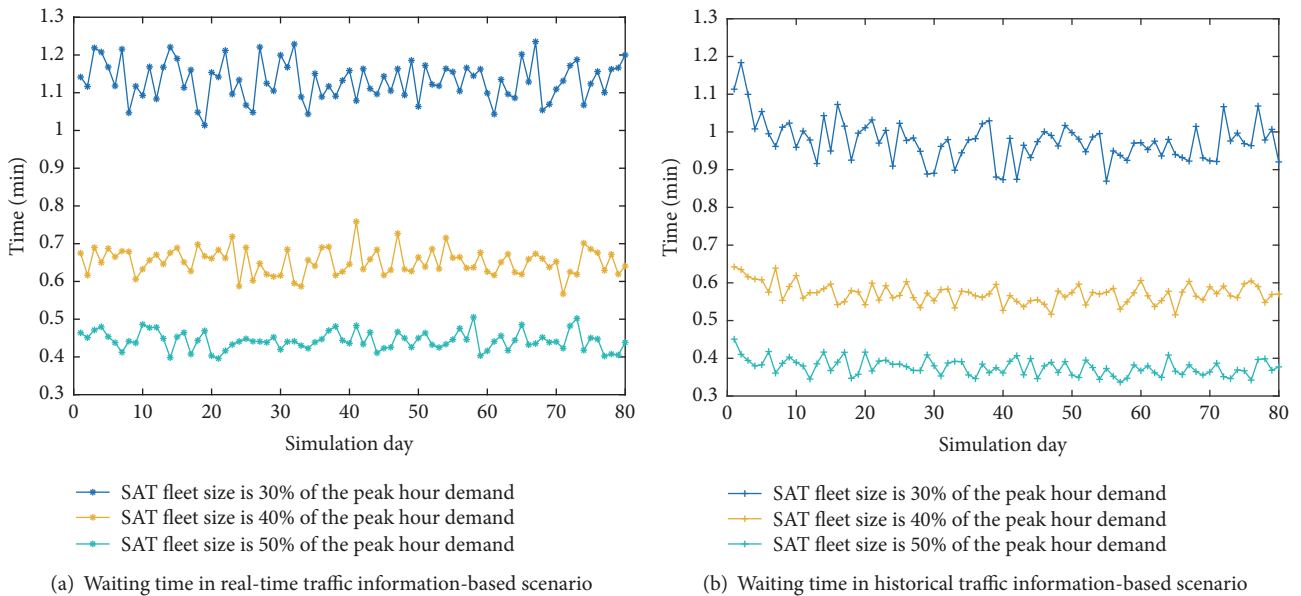 1.3
1.2
1.1
1
0.9
0.8
0.7
0.6
0.5
0.4
0.3
Time (min)
0 10 20 30 40 50 60 70 80
Simulation day
SAT fleet size is 30% of the peak hour demand
SAT fleet size is 40% of the peak hour demand
SAT fleet size is 50% of the peak hour demand
(a) Waiting time in real-time traffic information-based scenario
1.3
1.2
1.1
1
0.9
0.8
0.7
0.6
0.5
0.4
0.3
Time (min)
0 10 20 30 40 50 60 70 80
Simulation day
SAT fleet size is 30% of the peak hour demand
SAT fleet size is 40% of the peak hour demand
SAT fleet size is 50% of the peak hour demand
(b) Waiting time in historical traffic information-based scenario